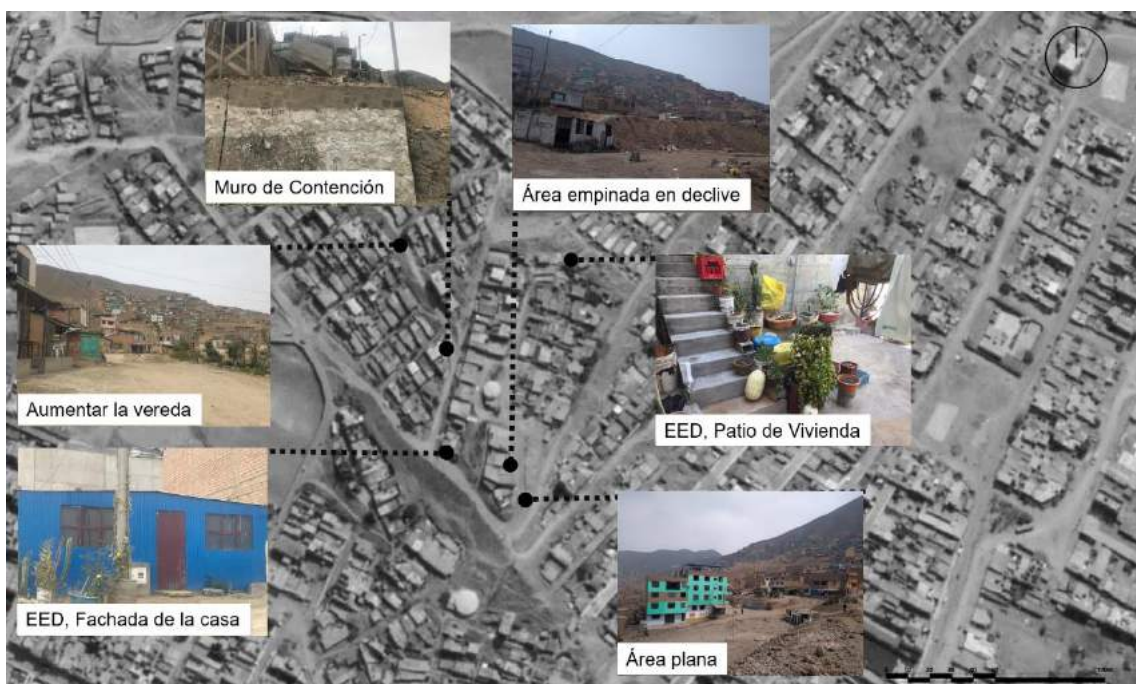 Muro de Contención
Área empinada en declive
Aumentar la vereda
EED, Patio de Vivienda
EED, Fachada de la casa
Área plana